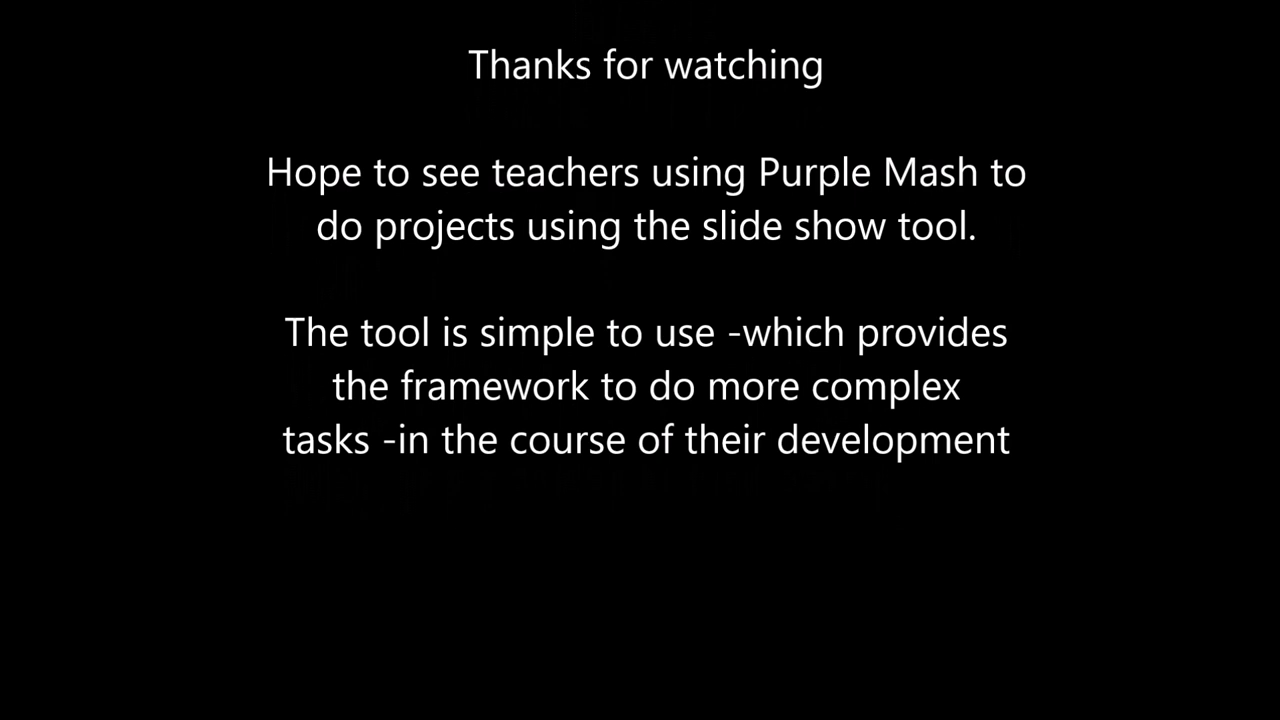 Thanks for watching
Hope to see teachers using Purple Mash to
do projects using the slide show tool.
The tool is simple to use -which provides
the framework to do more complex
tasks -in the course of their development